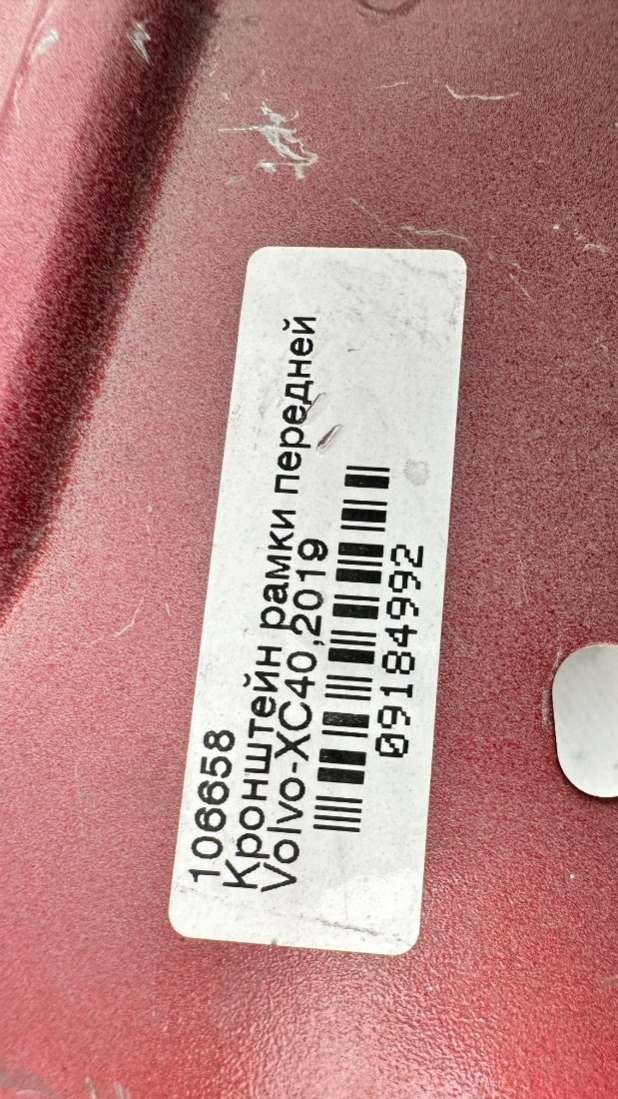 106658
Кронштейн рамки передней
Volvo-XC40,2019
09184992